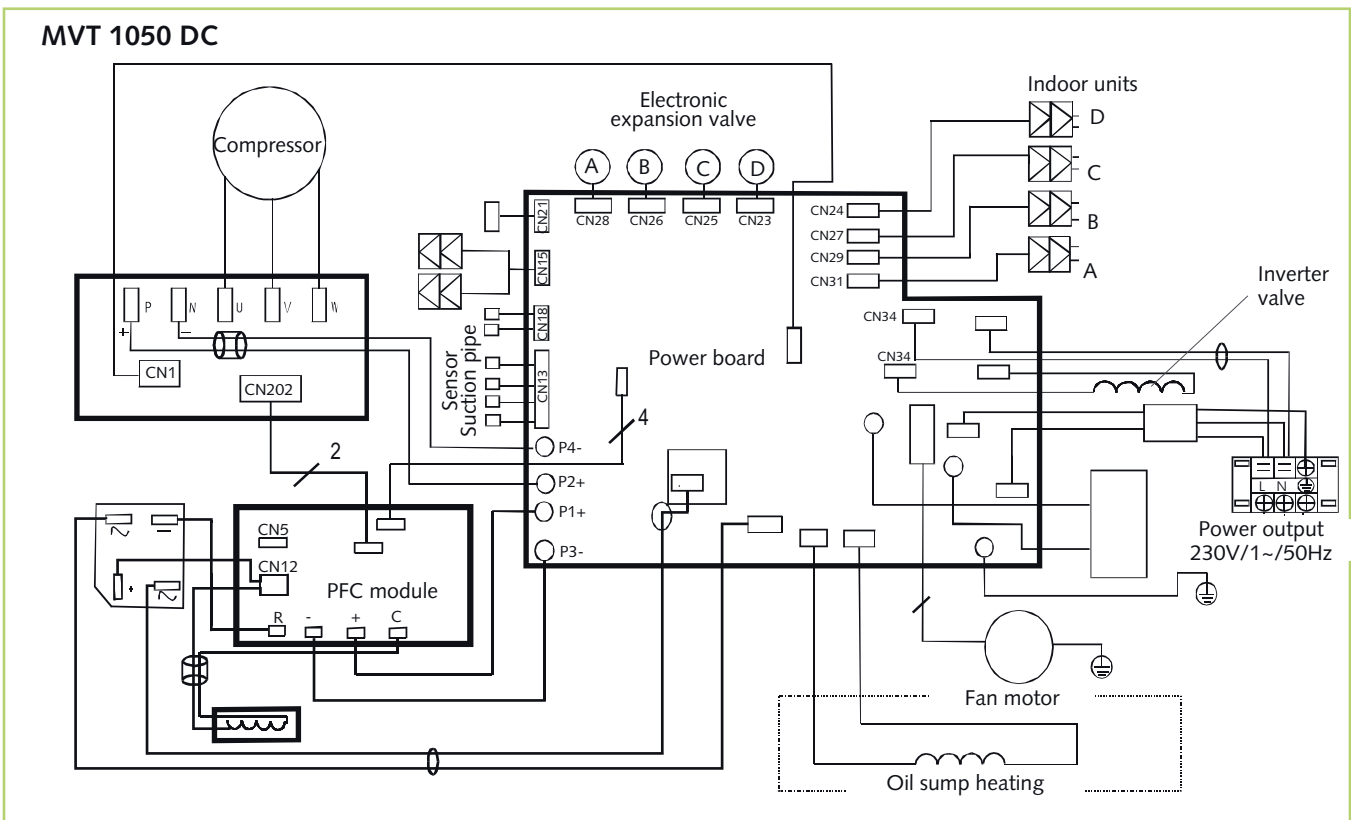 MVT 1050 DC
Compressor
Electronic
expansion valve
A
B
C
D
CN28
CN26
CN25
CN23
Indoor units
D
C
B
A
CN24
CN27
CN29
CN31
CN21
CN15
CN18
CN13
Sensor
Suction pipe
P
N
U
V
W
+
−
CN1
CN202
Power board
CN34
CN34
Inverter
valve
4
2
P4-
P2+
P1+
P3-
L N
Power output
230V/1~/50Hz
~
−
+
~
CN5
CN12
PFC module
R
-
+
C
Fan motor
Oil sump heating